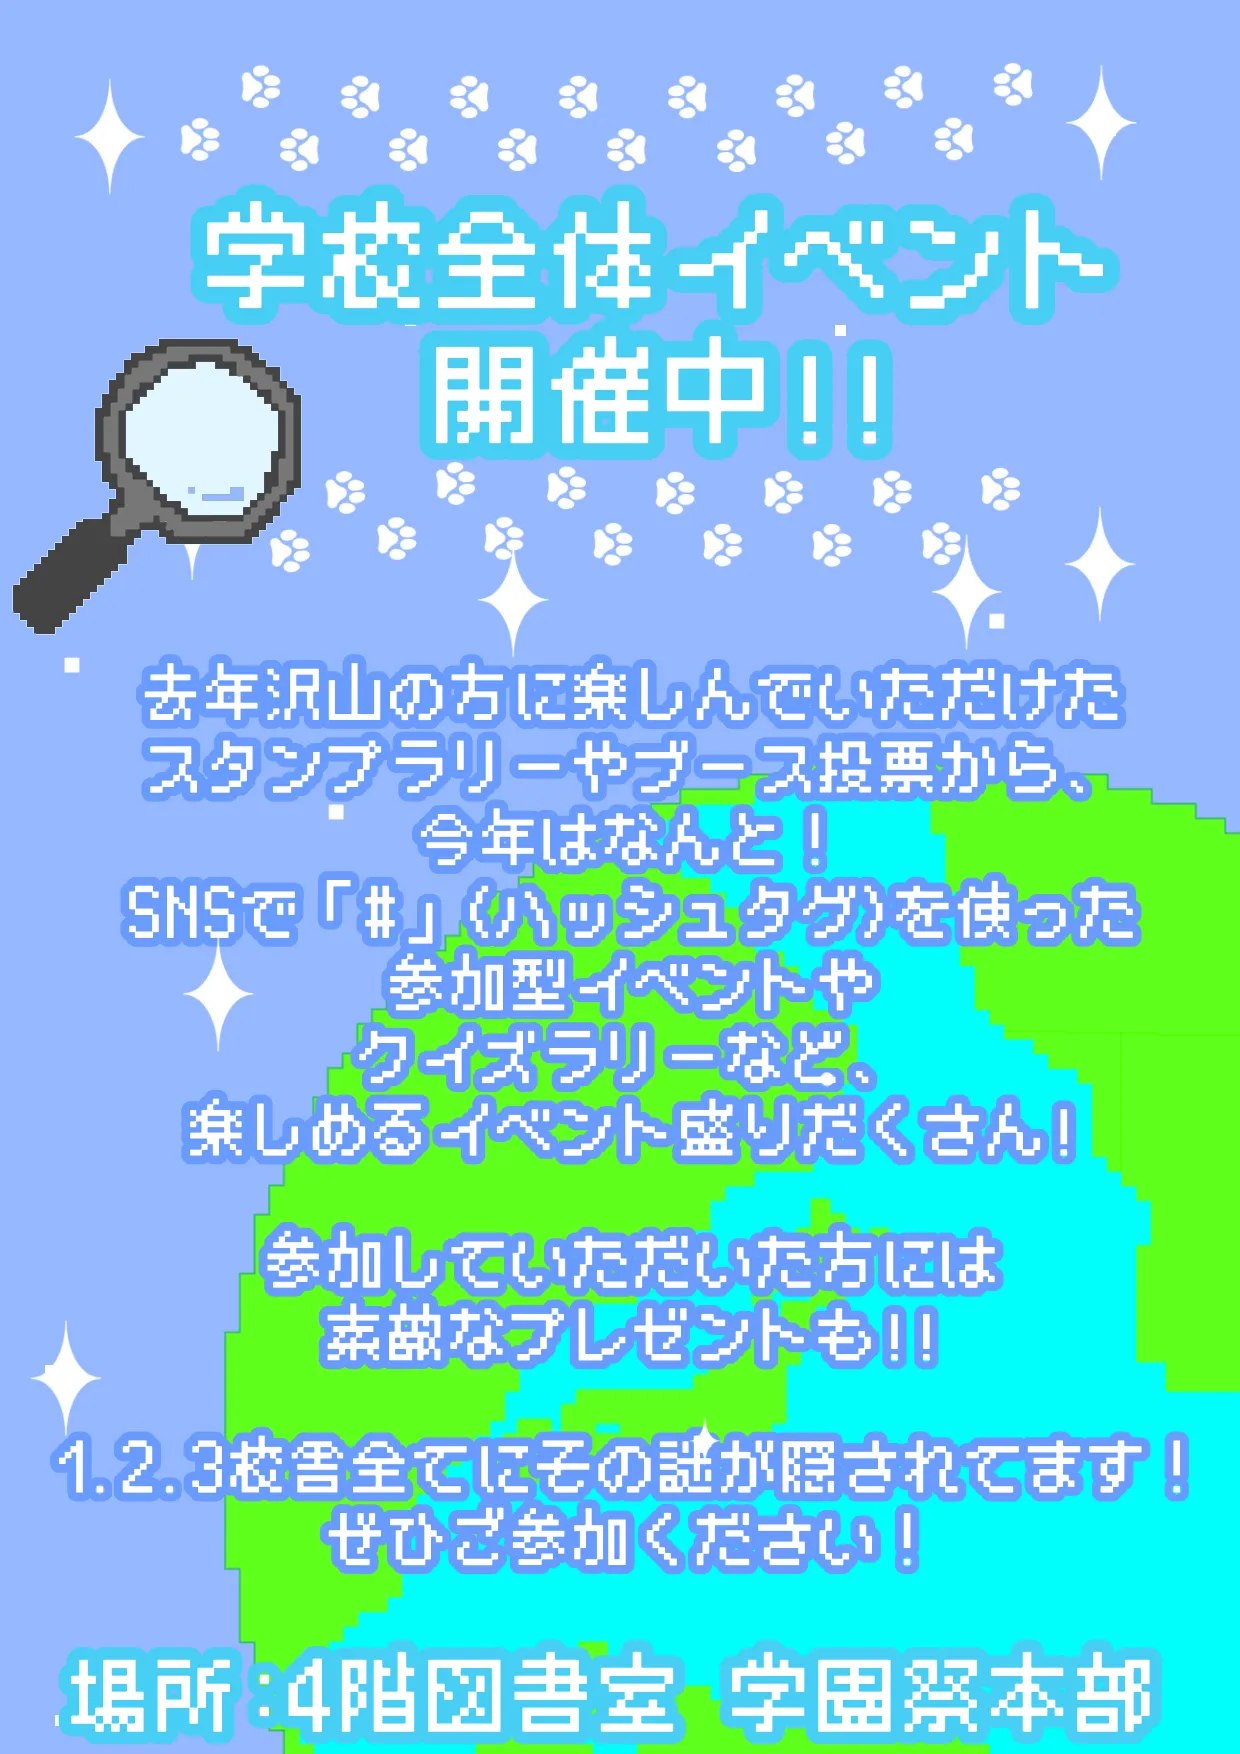 学校全体イベント
開催中!!
去年沢山の方に楽しんでいただけた
スタンプラリーやブース投票から、
今年はなんと！
SNSで「#」(ハッシュタグ)を使った
参加型イベントや
クイズラリーなど、
楽しめるイベント盛りだくさん!
参加していただいた方には
素敵なプレゼントも!!
1.2.3校舎全てにその謎が隠されてます！
ぜひご参加ください！
場所:4階図書室 学園祭本部